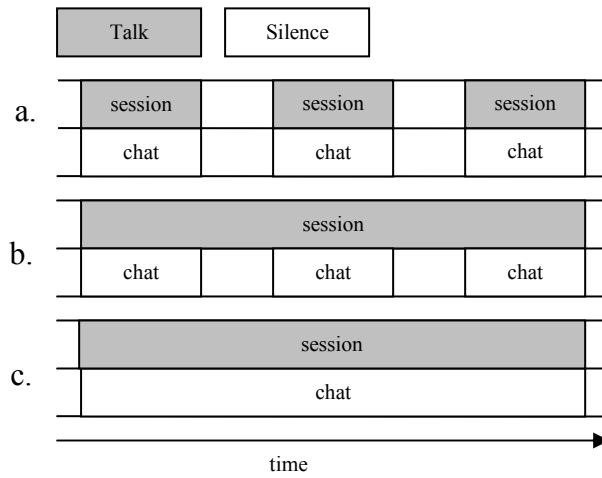 Talk Silence
a.
session session session
chat chat chat
b.
session
chat chat chat
c.
session
chat
time